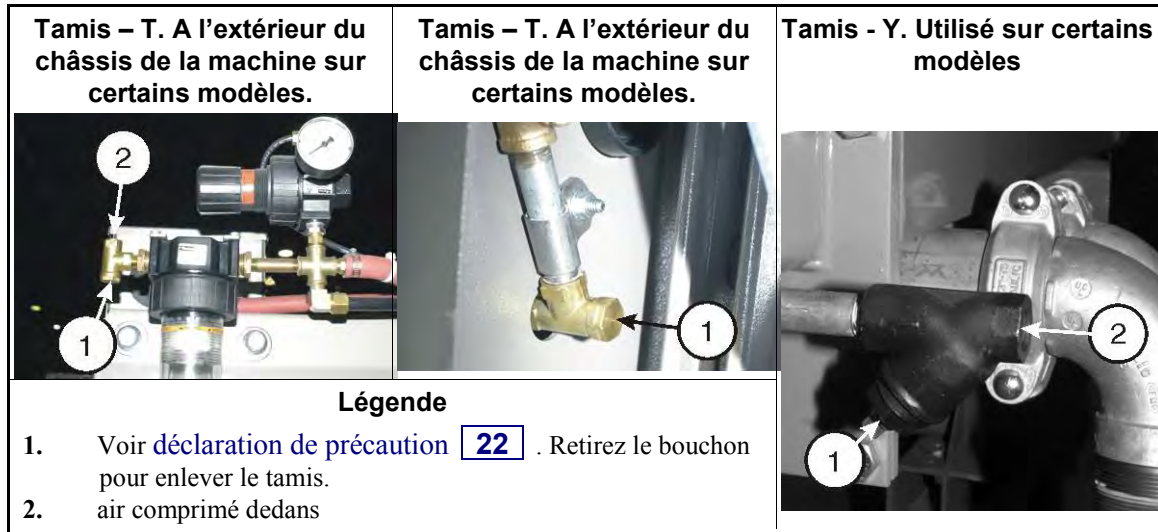 Tamis – T. A l’extérieur du
châssis de la machine sur
certains modèles.
Tamis – T. A l’extérieur du
châssis de la machine sur
certains modèles.
Tamis - Y. Utilisé sur certains
modèles
2
1
1
2
1
Légende
1. Voir déclaration de précaution 22 . Retirez le bouchon
pour enlever le tamis.
2. air comprimé dedans